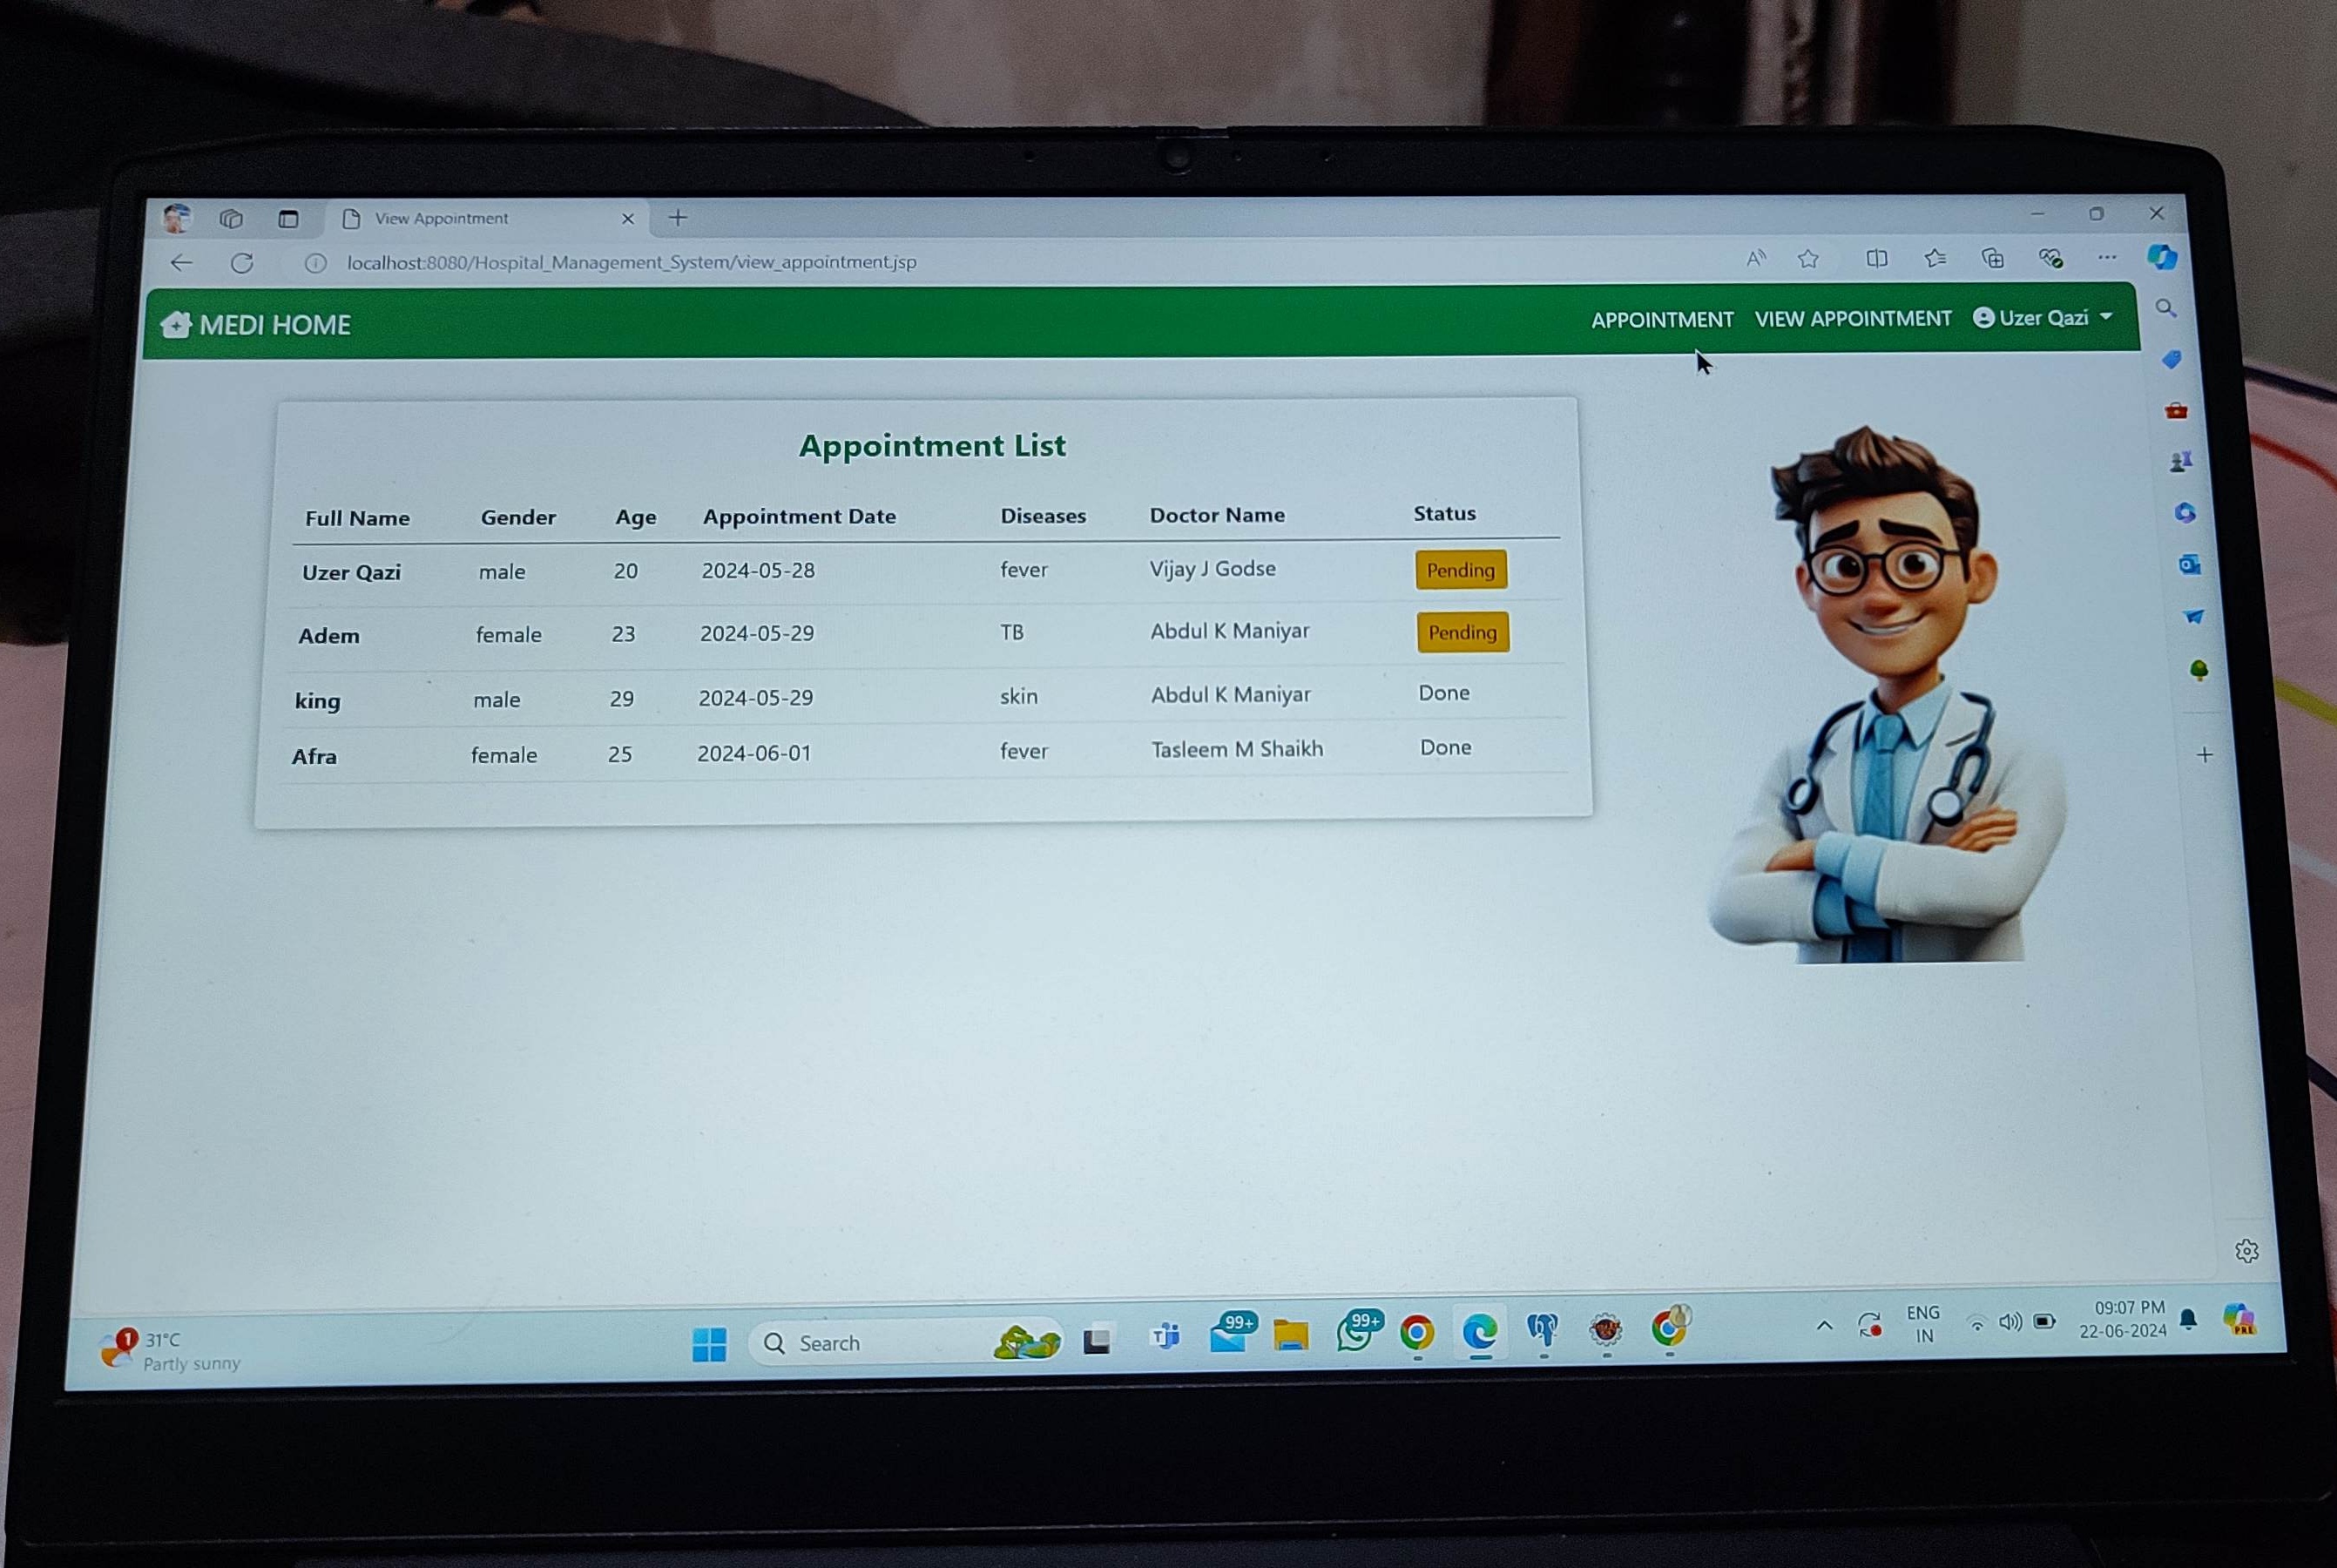 View Appointment
localhost:8080/Hospital_Management_System/view_appointment.jsp
MEDI HOME APPOINTMENT VIEW APPOINTMENT Uzer Qazi
Appointment List
Full Name Gender Age Appointment Date Diseases Doctor Name Status
Uzer Qazi male 20 2024-05-28 fever Vijay J Godse Pending
Adem female 23 2024-05-29 TB Abdul K Maniyar Pending
king male 29 2024-05-29 skin Abdul K Maniyar Done
Afra female 25 2024-06-01 fever Tasleem M Shaikh Done
1
31°C
Partly sunny
Search
99+
99+
ENG
IN
09:07 PM
22-06-2024
PRE